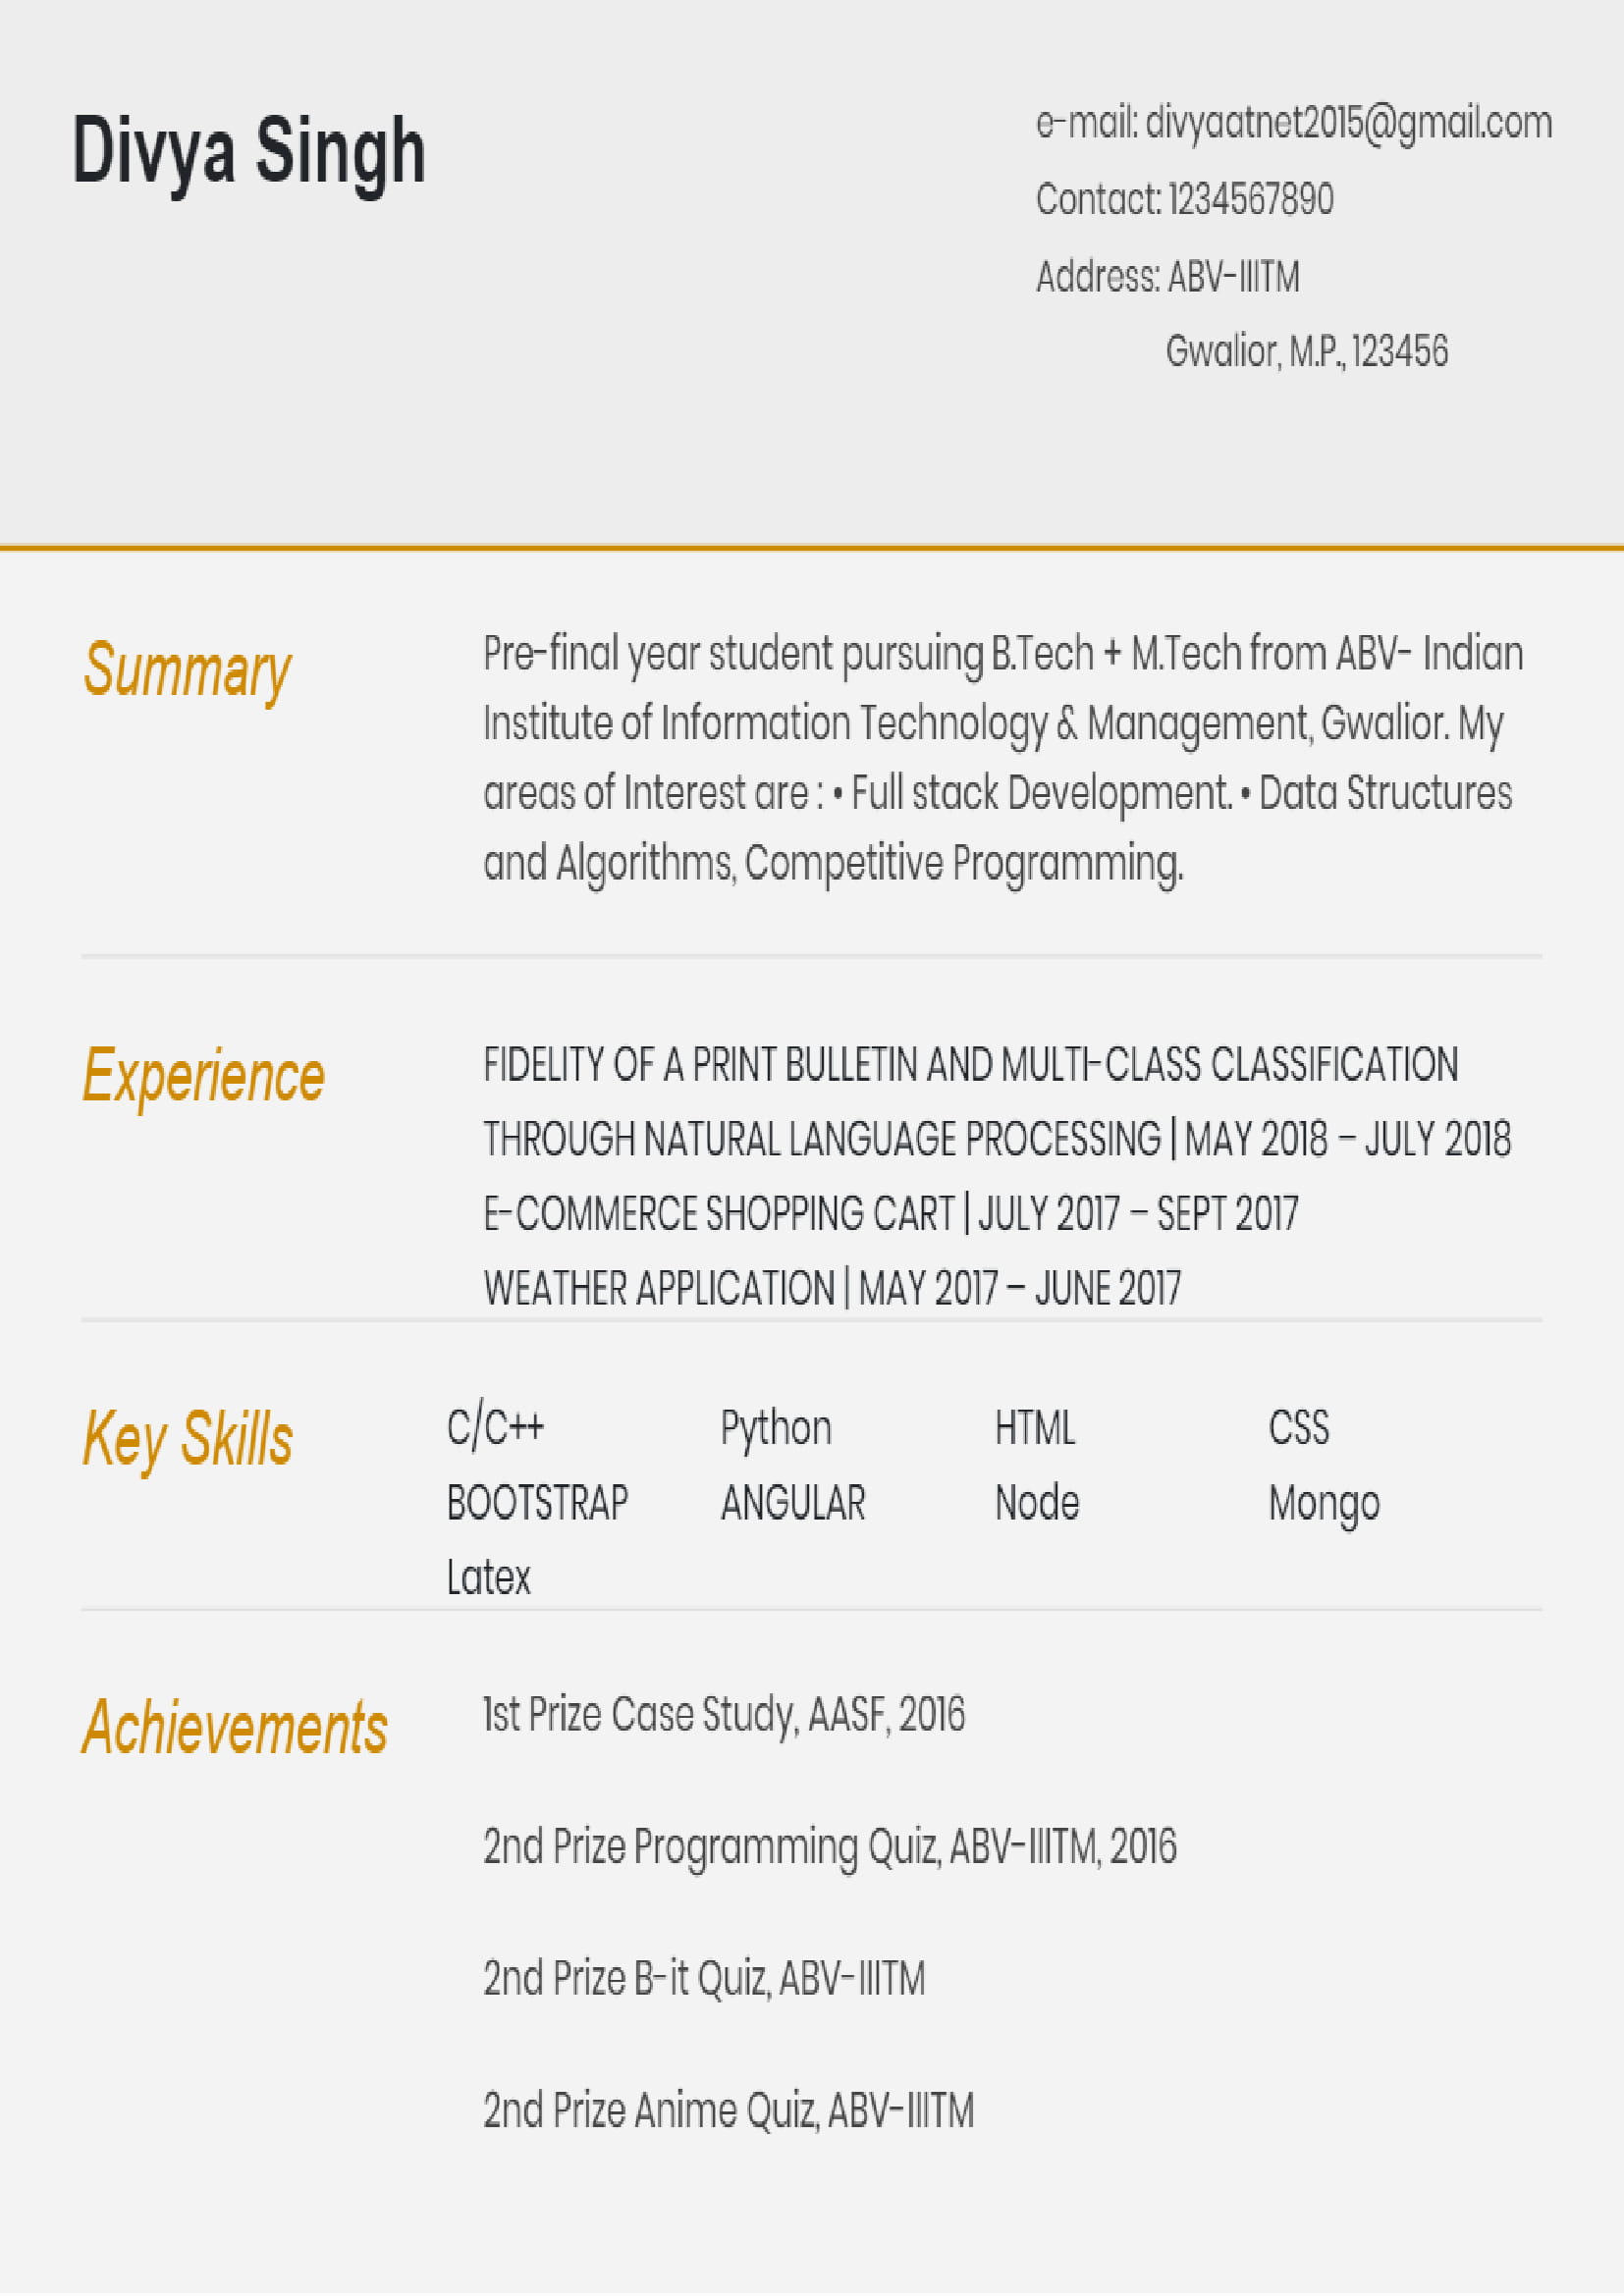 Divya Singh
e-mail: divyaatnet2015@gmail.com
Contact: 1234567890
Address: ABV-IIITM
Gwalior, M.P., 123456
Summary
Pre-final year student pursuing B.Tech + M.Tech from ABV- Indian
Institute of Information Technology & Management, Gwalior. My
areas of Interest are : • Full stack Development. • Data Structures
and Algorithms, Competitive Programming.
Experience
FIDELITY OF A PRINT BULLETIN AND MULTI-CLASS CLASSIFICATION
THROUGH NATURAL LANGUAGE PROCESSING | MAY 2018 – JULY 2018
E-COMMERCE SHOPPING CART | JULY 2017 – SEPT 2017
WEATHER APPLICATION | MAY 2017 – JUNE 2017
Key Skills
C/C++ Python HTML CSS
BOOTSTRAP ANGULAR Node Mongo
Latex
Achievements
1st Prize Case Study, AASF, 2016
2nd Prize Programming Quiz, ABV-IIITM, 2016
2nd Prize B-it Quiz, ABV-IIITM
2nd Prize Anime Quiz, ABV-IIITM